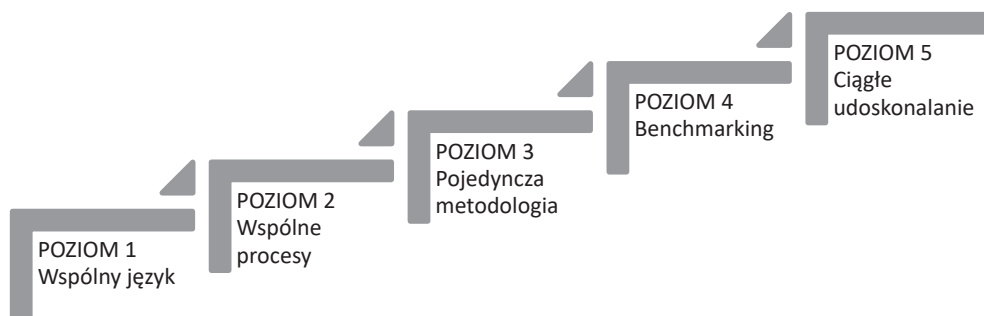 POZIOM 1
Wspólny język
POZIOM 2
Wspólne
procesy
POZIOM 3
Pojedyncza
metodologia
POZIOM 4
Benchmarking
POZIOM 5
Ciągłe
udoskonalanie